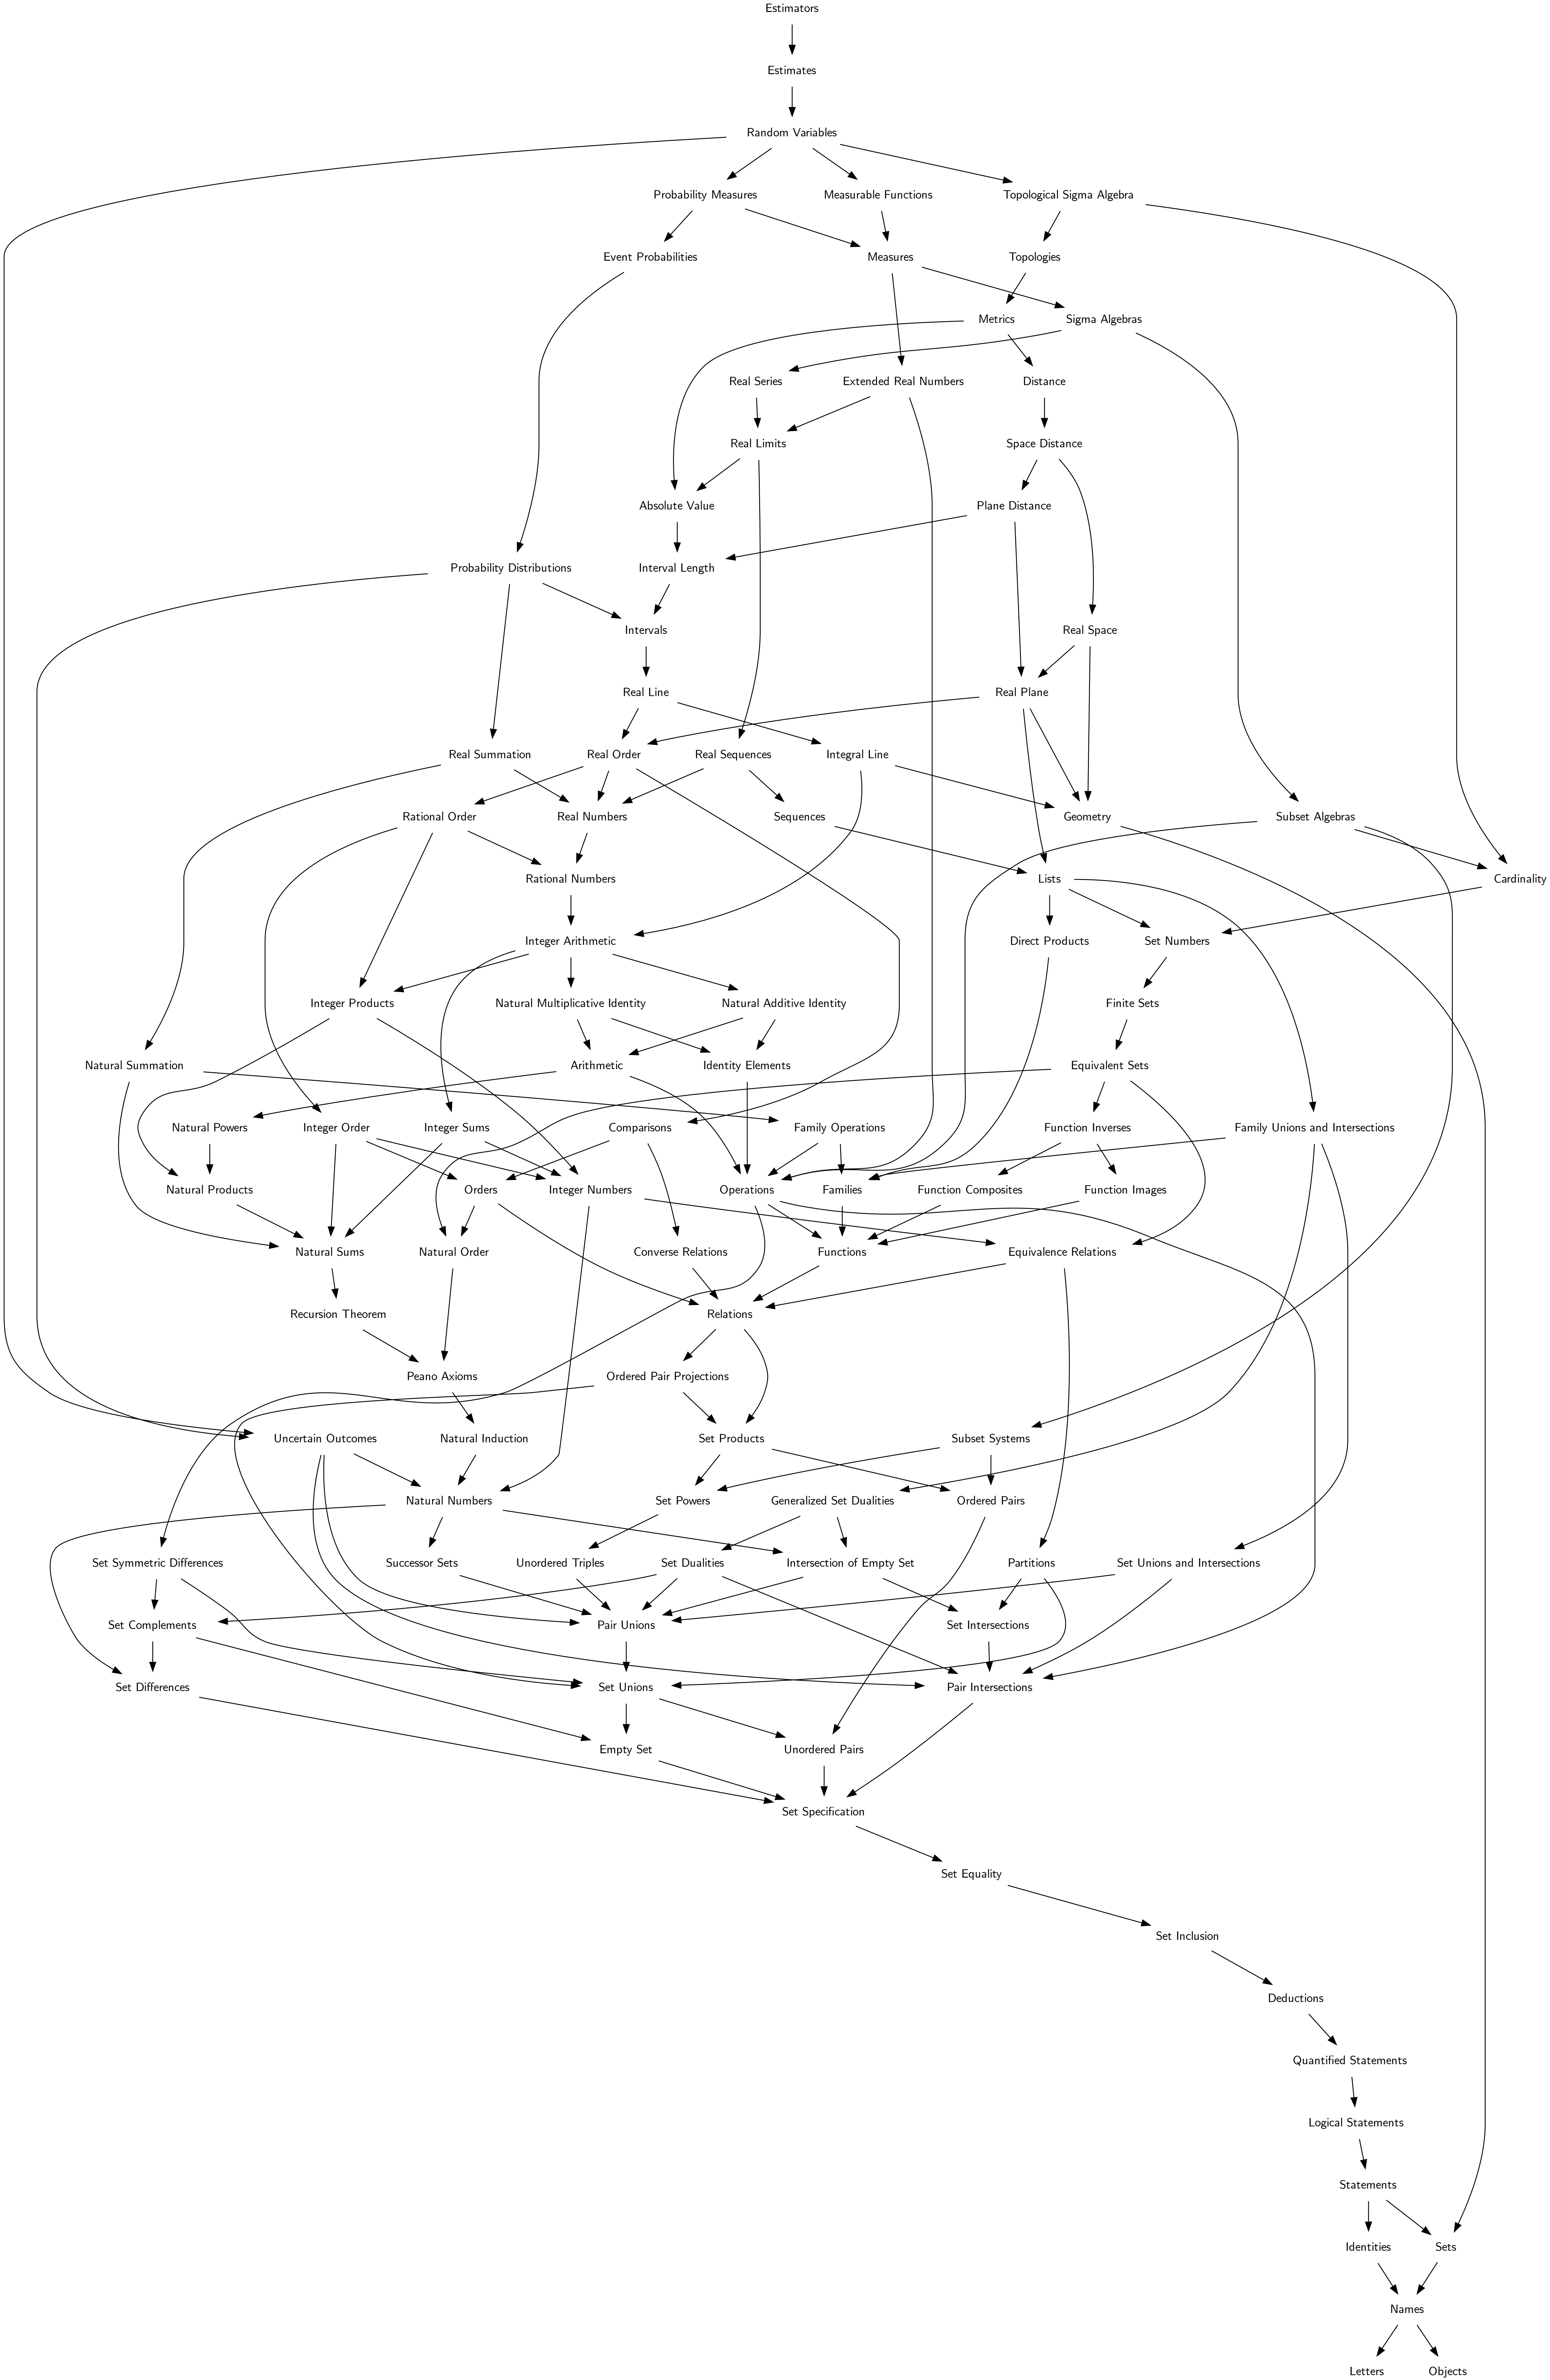 Estimators
Estimates
Random Variables
Probability Measures
Measurable Functions
Topological Sigma Algebra
Event Probabilities
Measures
Topologies
Metrics
Sigma Algebras
Real Series
Extended Real Numbers
Distance
Real Limits
Space Distance
Absolute Value
Plane Distance
Probability Distributions
Interval Length
Intervals
Real Space
Real Line
Real Plane
Real Summation
Real Order
Real Sequences
Integral Line
Rational Order
Real Numbers
Sequences
Geometry
Subset Algebras
Rational Numbers
Lists
Cardinality
Integer Arithmetic
Direct Products
Set Numbers
Integer Products
Natural Multiplicative Identity
Natural Additive Identity
Finite Sets
Natural Summation
Arithmetic
Identity Elements
Equivalent Sets
Natural Powers
Integer Order
Integer Sums
Comparisons
Family Operations
Function Inverses
Family Unions and Intersections
Natural Products
Orders
Integer Numbers
Operations
Families
Function Composites
Function Images
Natural Sums
Natural Order
Converse Relations
Functions
Equivalence Relations
Recursion Theorem
Relations
Peano Axioms
Ordered Pair Projections
Uncertain Outcomes
Natural Induction
Set Products
Subset Systems
Natural Numbers
Set Powers
Generalized Set Dualities
Ordered Pairs
Set Symmetric Differences
Successor Sets
Unordered Triples
Set Dualities
Intersection of Empty Set
Partitions
Set Unions and Intersections
Set Complements
Pair Unions
Set Intersections
Set Differences
Set Unions
Pair Intersections
Empty Set
Unordered Pairs
Set Specification
Set Equality
Set Inclusion
Deductions
Quantified Statements
Logical Statements
Statements
Identities
Sets
Names
Letters
Objects